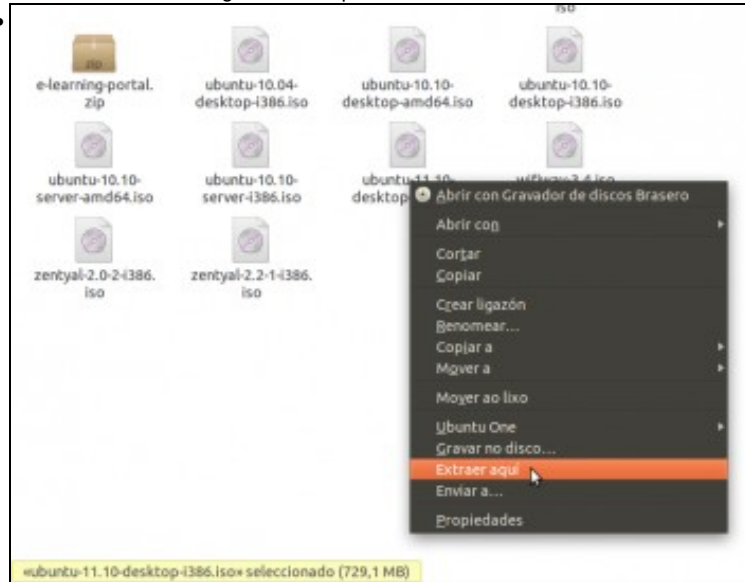 iso
zip
e-learning-portal.
zip
ubuntu-10.04-
desktop-i386.iso
ubuntu-10.10-
desktop-amd64.iso
ubuntu-10.10-
desktop-i386.iso
ubuntu-10.10-
server-amd64.iso
ubuntu-10.10-
server-i386.iso
ubuntu-11.10-
desktop
zentyal-2.0-2-i386.
iso
zentyal-2.2-1-i386.
iso
Abrir con Gravador de discos Brasero
Abrir con
Cortar
Copiar
Crear ligazón
Renomear...
Copiar a
Mover a
Mover ao lixo
Ubuntu One
Gravar no disco...
Extraer aquí
Enviar a...
Propiedades
«ubuntu-11.10-desktop-i386.iso» seleccionado (729,1 MB)